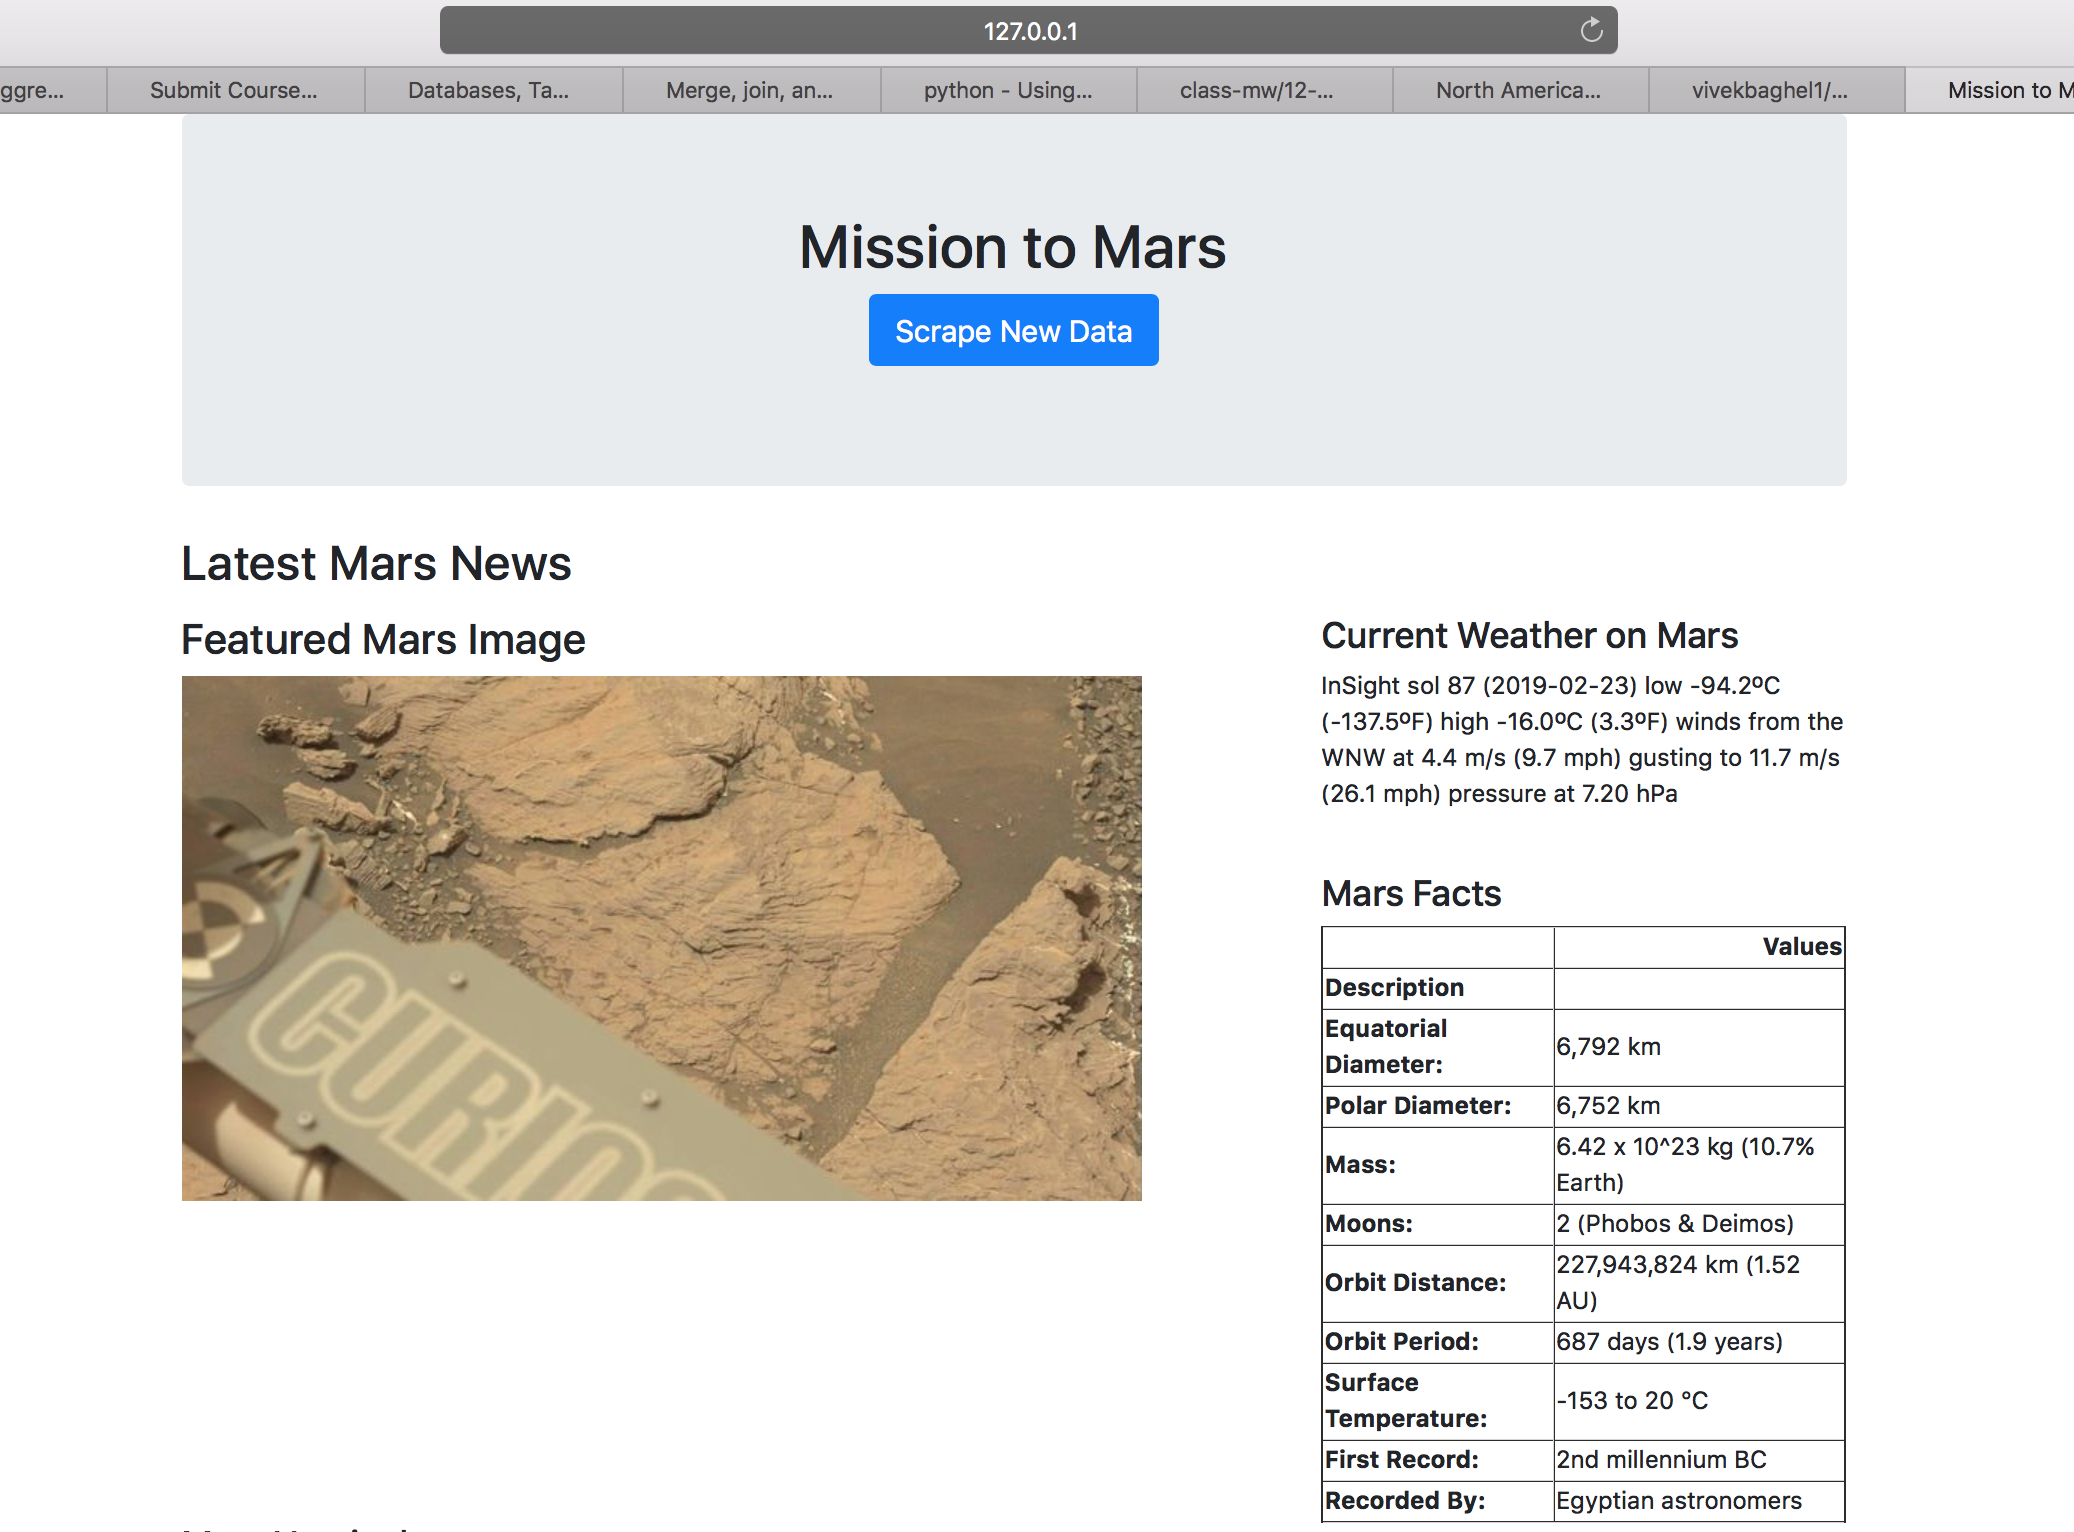 127.0.0.1
ggre...
Submit Course...
Databases, Ta...
Merge, join, an...
python - Using...
class-mw/12-...
North America...
vivekbaghel1/...
Mission to M
Mission to Mars
Scrape New Data
Latest Mars News
Featured Mars Image
CURIO
Current Weather on Mars
InSight sol 87 (2019-02-23) low -94.2ºC
(-137.5ºF) high -16.0ºC (3.3ºF) winds from the
WNW at 4.4 m/s (9.7 mph) gusting to 11.7 m/s
(26.1 mph) pressure at 7.20 hPa
Mars Facts
Values
Description
Equatorial
Diameter:
6,792 km
Polar Diameter:
6,752 km
Mass:
6.42 x 10^23 kg (10.7%
Earth)
Moons:
2 (Phobos & Deimos)
Orbit Distance:
227,943,824 km (1.52
AU)
Orbit Period:
687 days (1.9 years)
Surface
Temperature:
-153 to 20 °C
First Record:
2nd millennium BC
Recorded By:
Egyptian astronomers